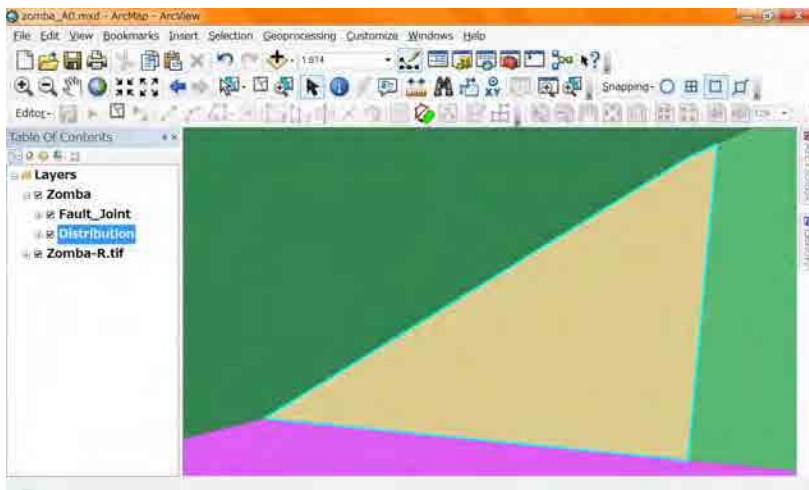 zomba_A0.mxd - ArcMap - ArcView
File Edit View Bookmarks Insert Selection Geoprocessing Customize Windows Help
Snapping-
Editor-
Table Of Contents
Layers
Zomba
Fault_Joint
Distribution
Zomba-R.tif